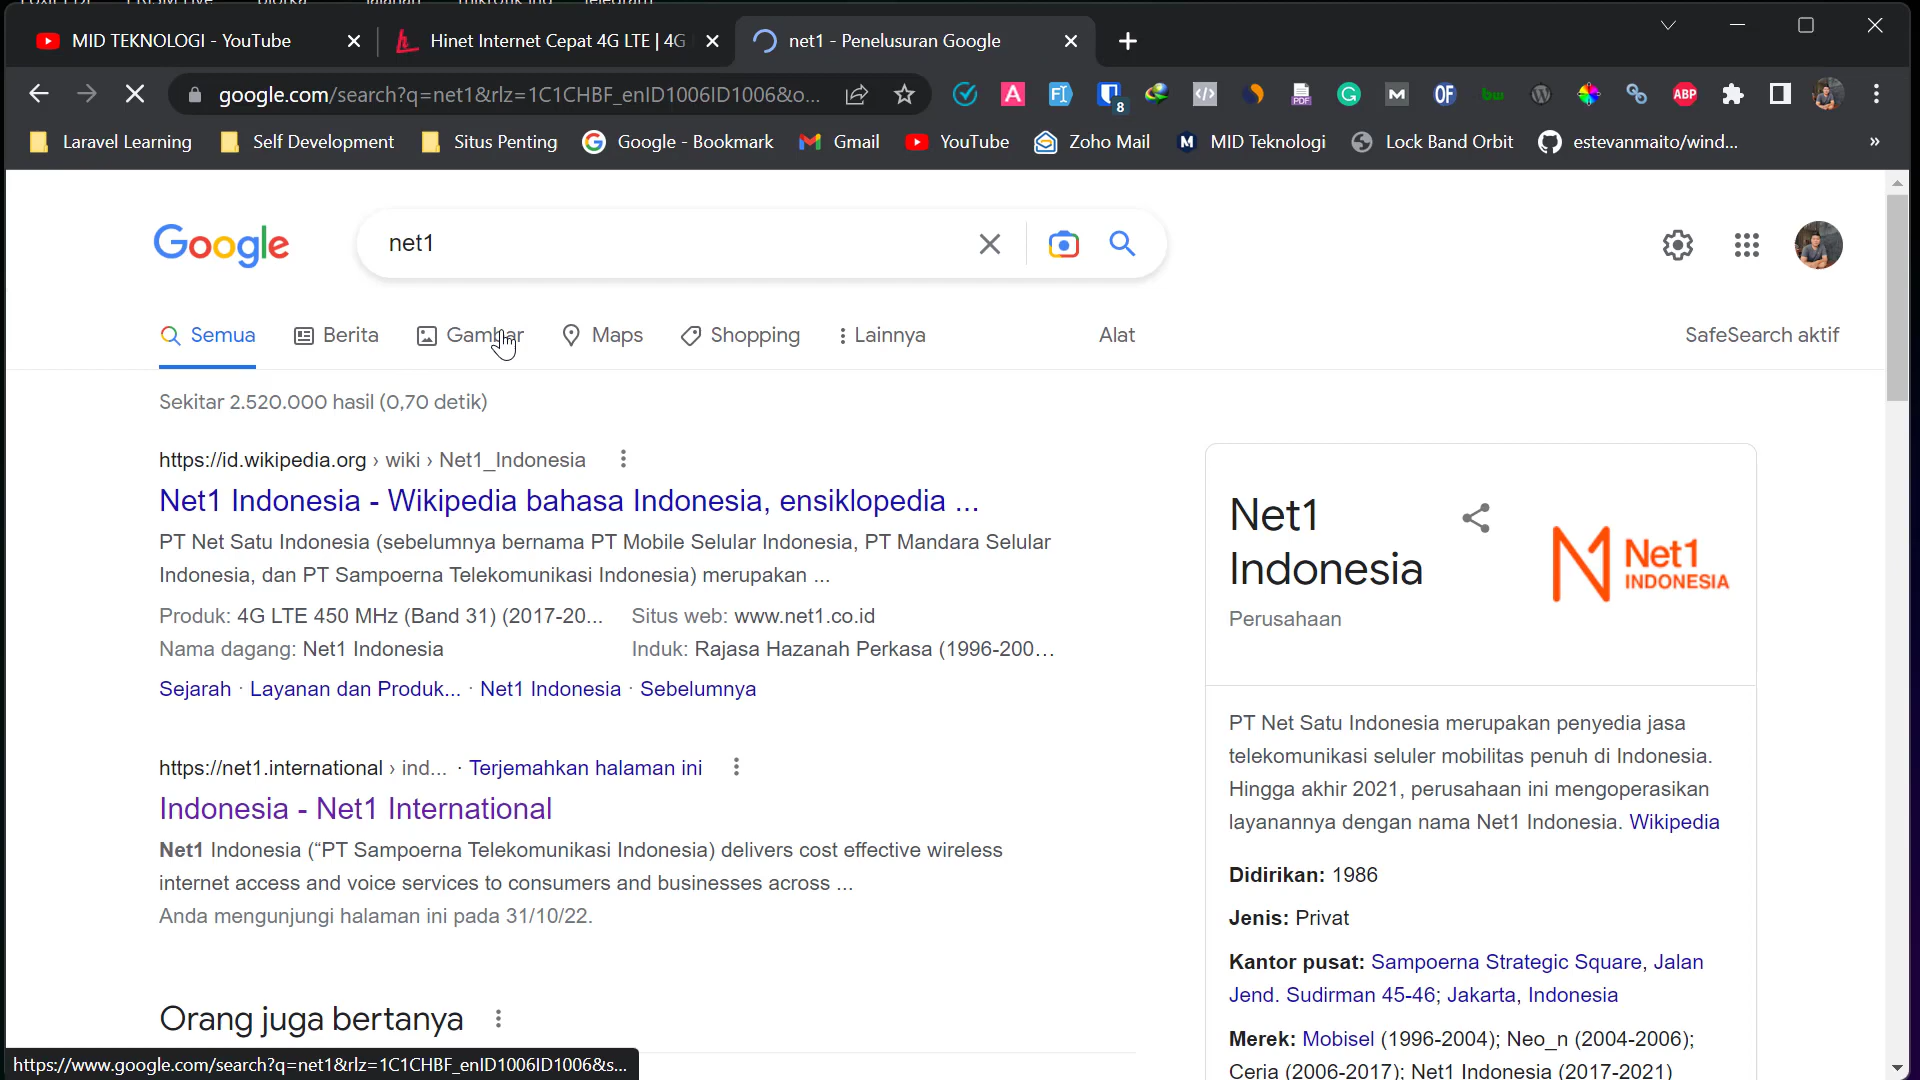 MID TEKNOLOGI - YouTube
Hinet Internet Cepat 4G LTE | 4G
net1 - Penelusuran Google
google.com/search?q=net1&rlz=1C1CHBF_enID1006ID1006&o...
8
PDF
ABP
Laravel Learning
Self Development
Situs Penting
Google - Bookmark
Gmail
YouTube
Zoho Mail
MID Teknologi
Lock Band Orbit
estevanmaito/wind...
»
Google
net1
Semua
Berita
Gambar
Maps
Shopping
Lainnya
Alat
SafeSearch aktif
Sekitar 2.520.000 hasil (0,70 detik)
https://id.wikipedia.org › wiki › Net1_Indonesia
Net1 Indonesia - Wikipedia bahasa Indonesia, ensiklopedia ...
PT Net Satu Indonesia (sebelumnya bernama PT Mobile Selular Indonesia, PT Mandara Selular
Indonesia, dan PT Sampoerna Telekomunikasi Indonesia) merupakan ...
Produk: 4G LTE 450 MHz (Band 31) (2017-20... Situs web: www.net1.co.id
Nama dagang: Net1 Indonesia Induk: Rajasa Hazanah Perkasa (1996-200...
Sejarah · Layanan dan Produk... · Net1 Indonesia · Sebelumnya
https://net1.international › ind... · Terjemahkan halaman ini
Indonesia - Net1 International
Net1 Indonesia (“PT Sampoerna Telekomunikasi Indonesia) delivers cost effective wireless
internet access and voice services to consumers and businesses across ...
Anda mengunjungi halaman ini pada 31/10/22.
Orang juga bertanya
https://www.google.com/search?q=net1&rlz=1C1CHBF_enID1006ID1006&s...
Net1
Indonesia
Perusahaan
Net1
INDONESIA
PT Net Satu Indonesia merupakan penyedia jasa
telekomunikasi seluler mobilitas penuh di Indonesia.
Hingga akhir 2021, perusahaan ini mengoperasikan
layanannya dengan nama Net1 Indonesia. Wikipedia
Didirikan: 1986
Jenis: Privat
Kantor pusat: Sampoerna Strategic Square, Jalan
Jend. Sudirman 45-46; Jakarta, Indonesia
Merek: Mobisel (1996-2004); Neo_n (2004-2006);
Ceria (2006-2017); Net1 Indonesia (2017-2021)